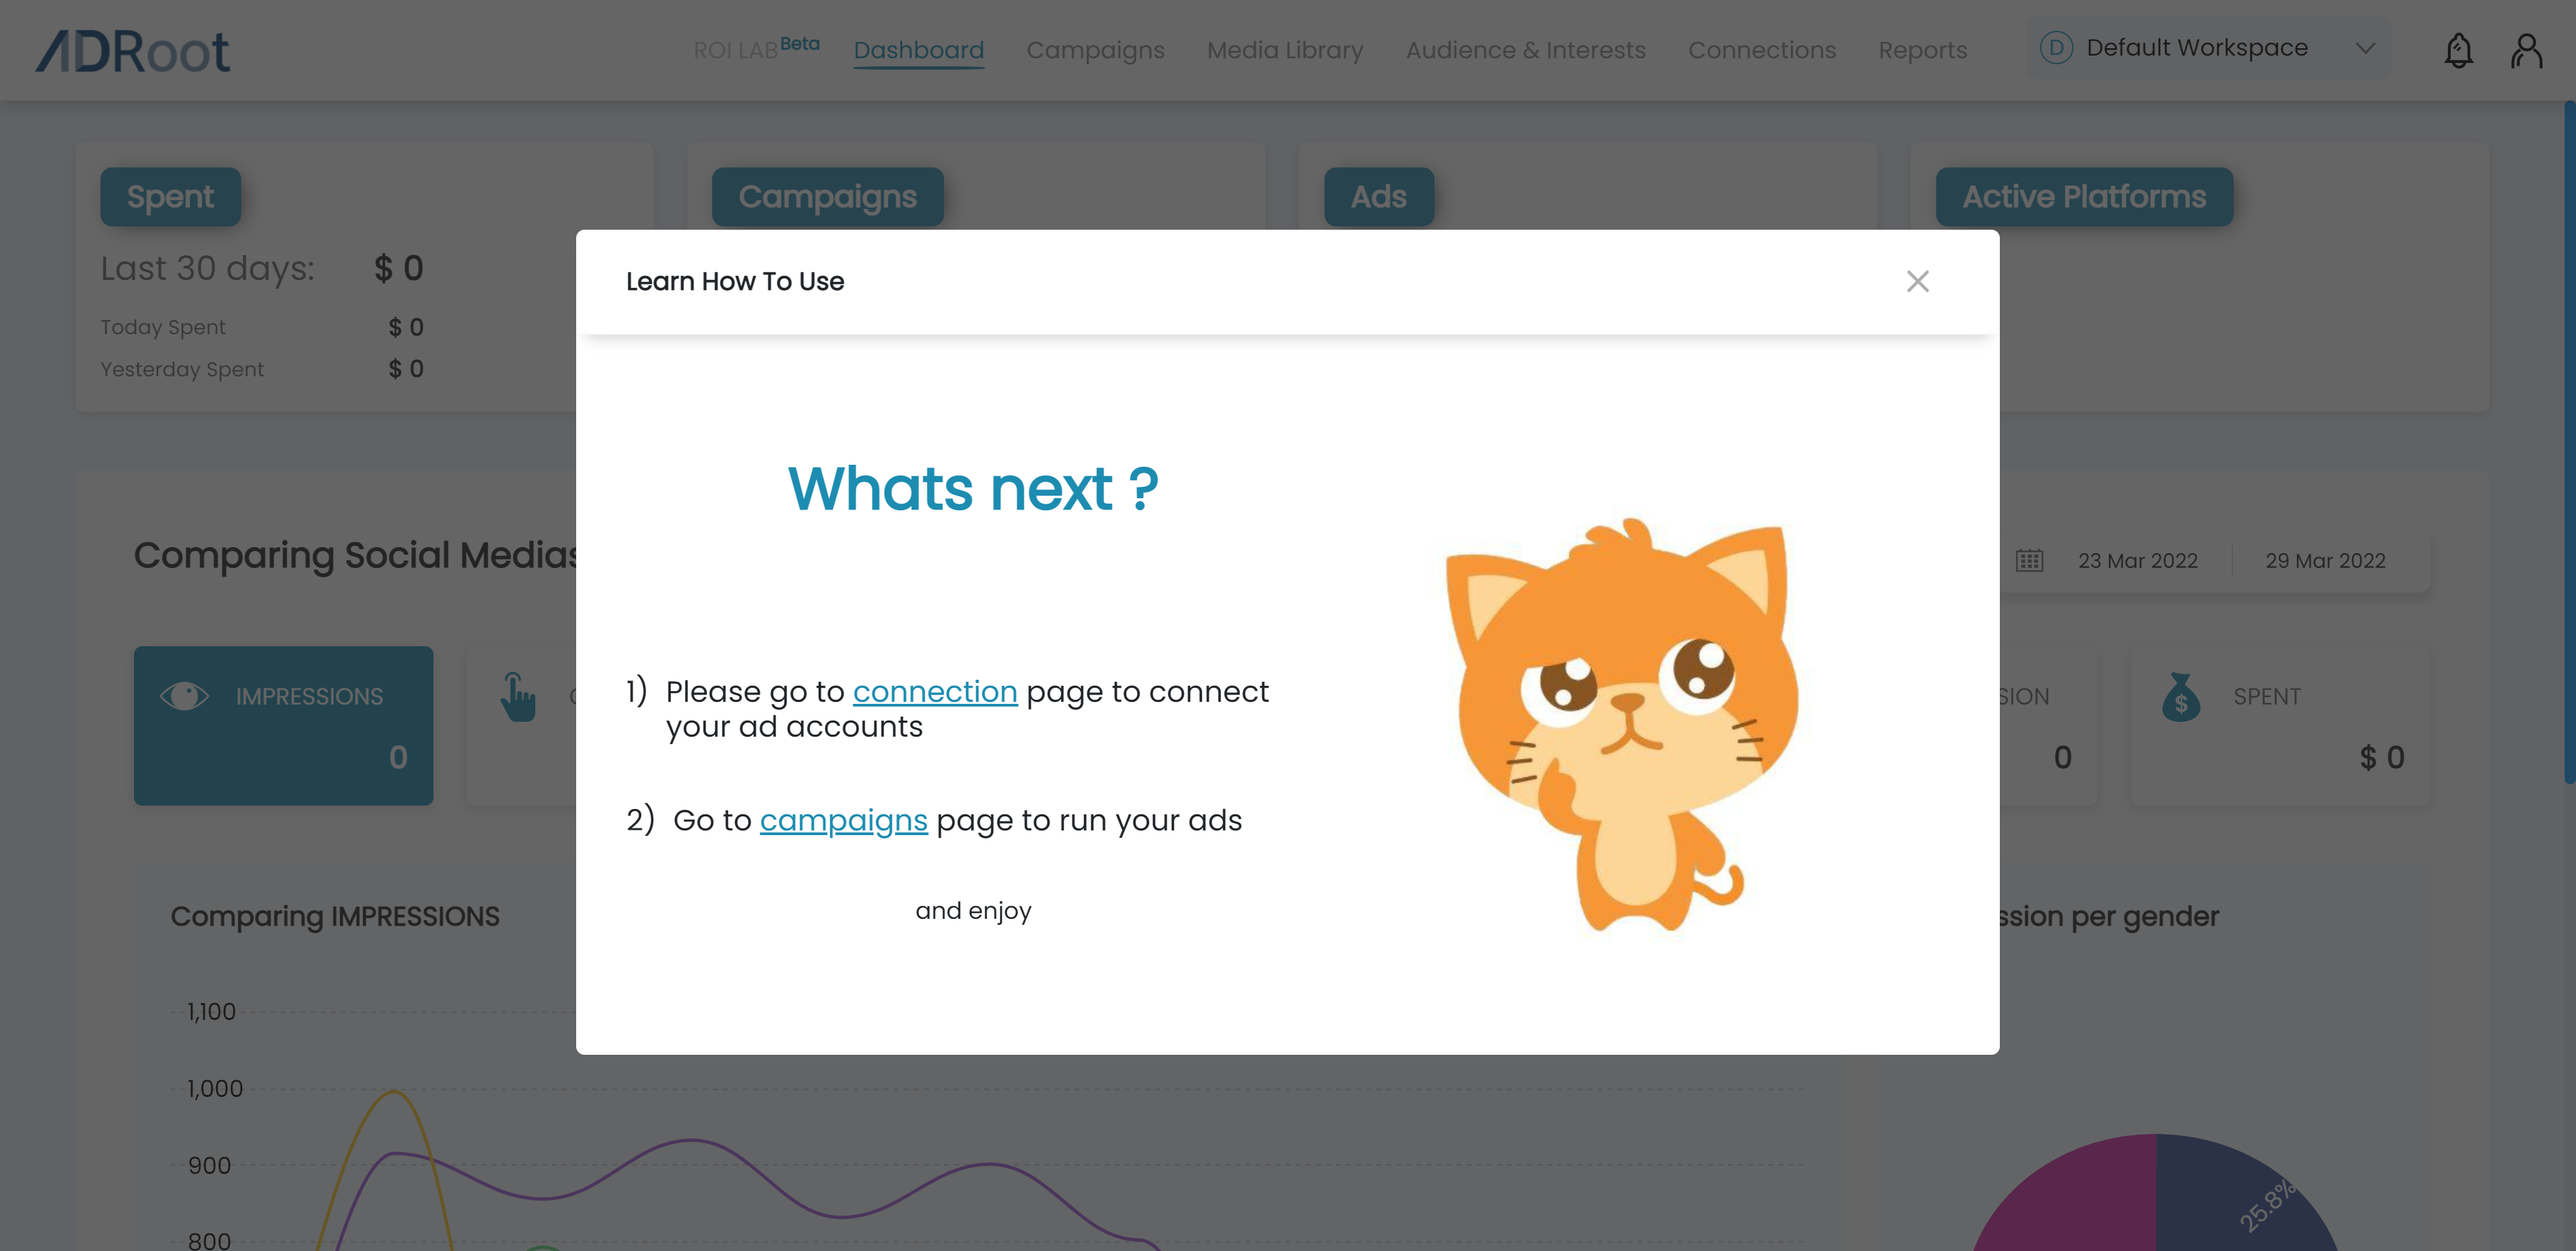 ADRoot
ROI LAB Beta
Dashboard
Campaigns
Media Library
Audience & Interests
Connections
Reports
D Default Workspace
Spent
Campaigns
Ads
Active Platforms
Last 30 days: $ 0
Today Spent $ 0
Yesterday Spent $ 0
Learn How To Use
Whats next ?
1) Please go to connection page to connect
your ad accounts
2) Go to campaigns page to run your ads
and enjoy
Comparing Social Medias
23 Mar 2022 29 Mar 2022
IMPRESSIONS
0
SION
0
SPENT
$ 0
Comparing IMPRESSIONS
ssion per gender
1,100
1,000
900
800
25.8%